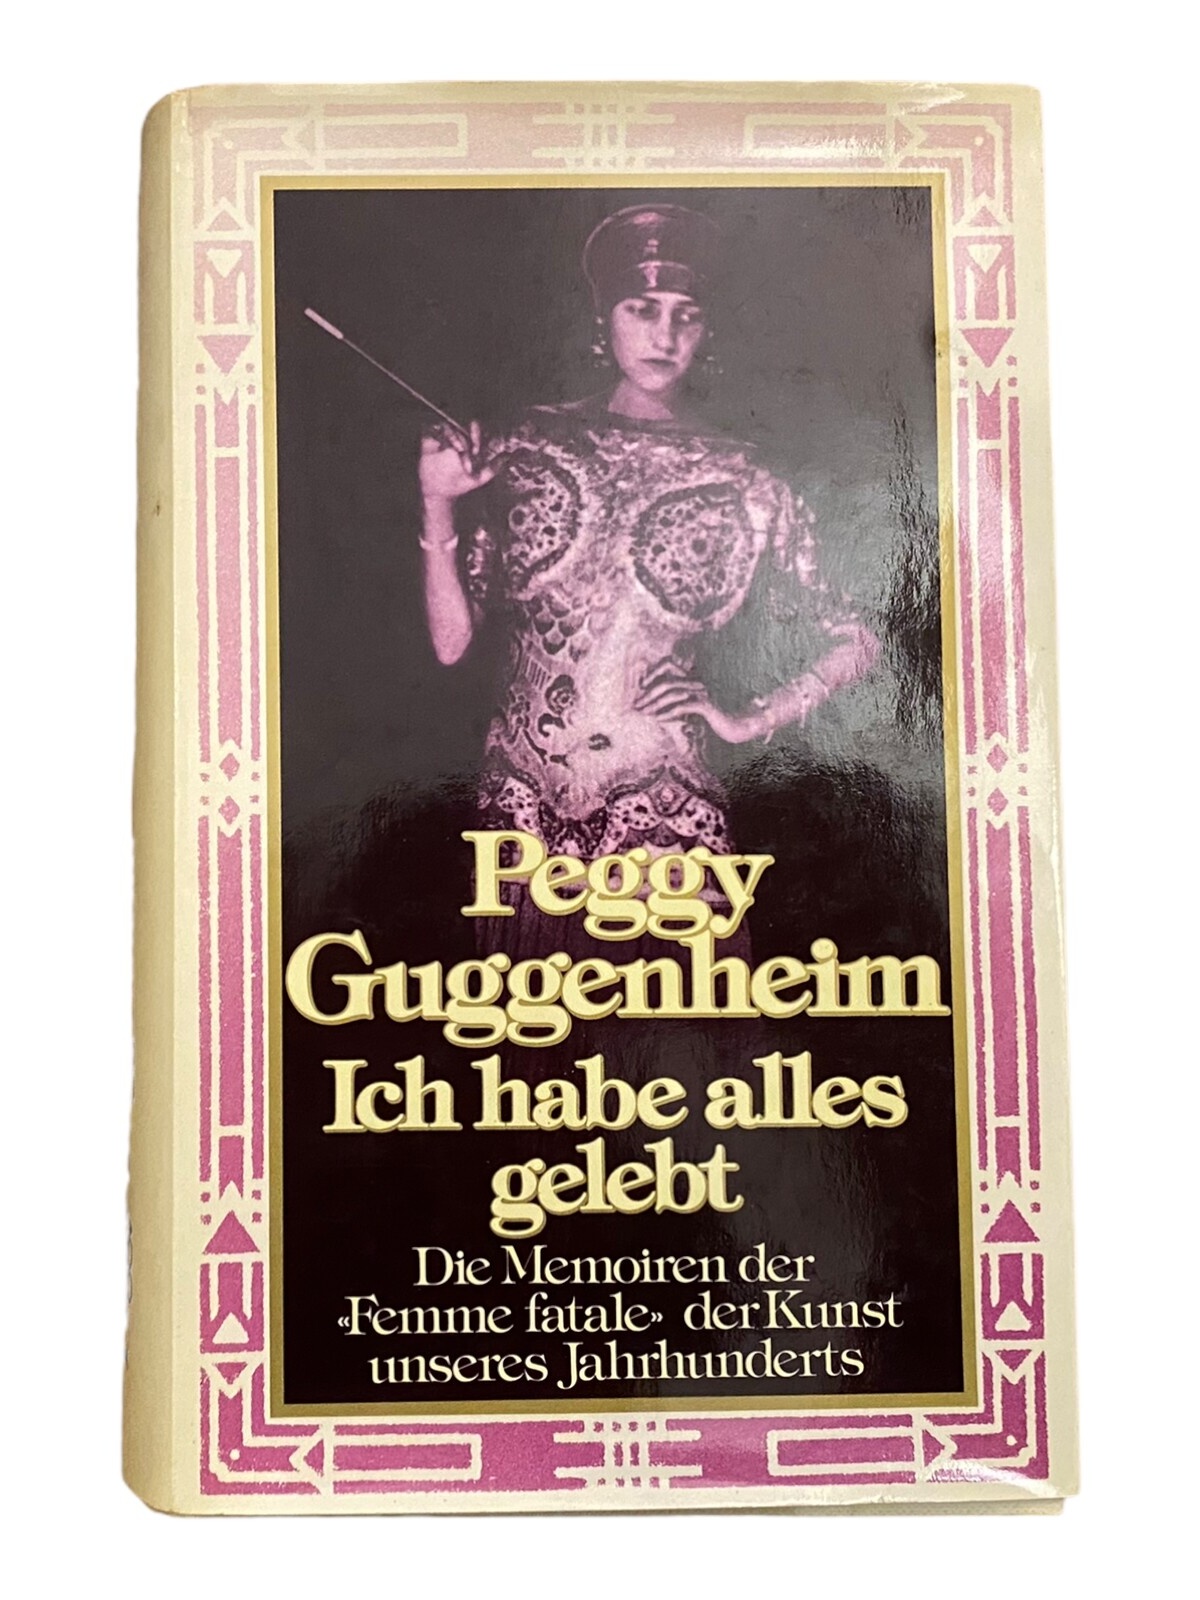 Peggy
Guggenheim
Ich habe alles
gelebt
Die Memoiren der
«Femme fatale» der Kunst
unseres Jahrhunderts